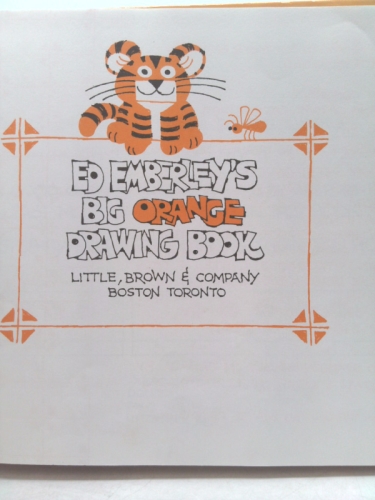 ED EMBERLEY'S
BIG ORANGE
DRAWING BOOK
LITTLE, BROWN & COMPANY
BOSTON TORONTO